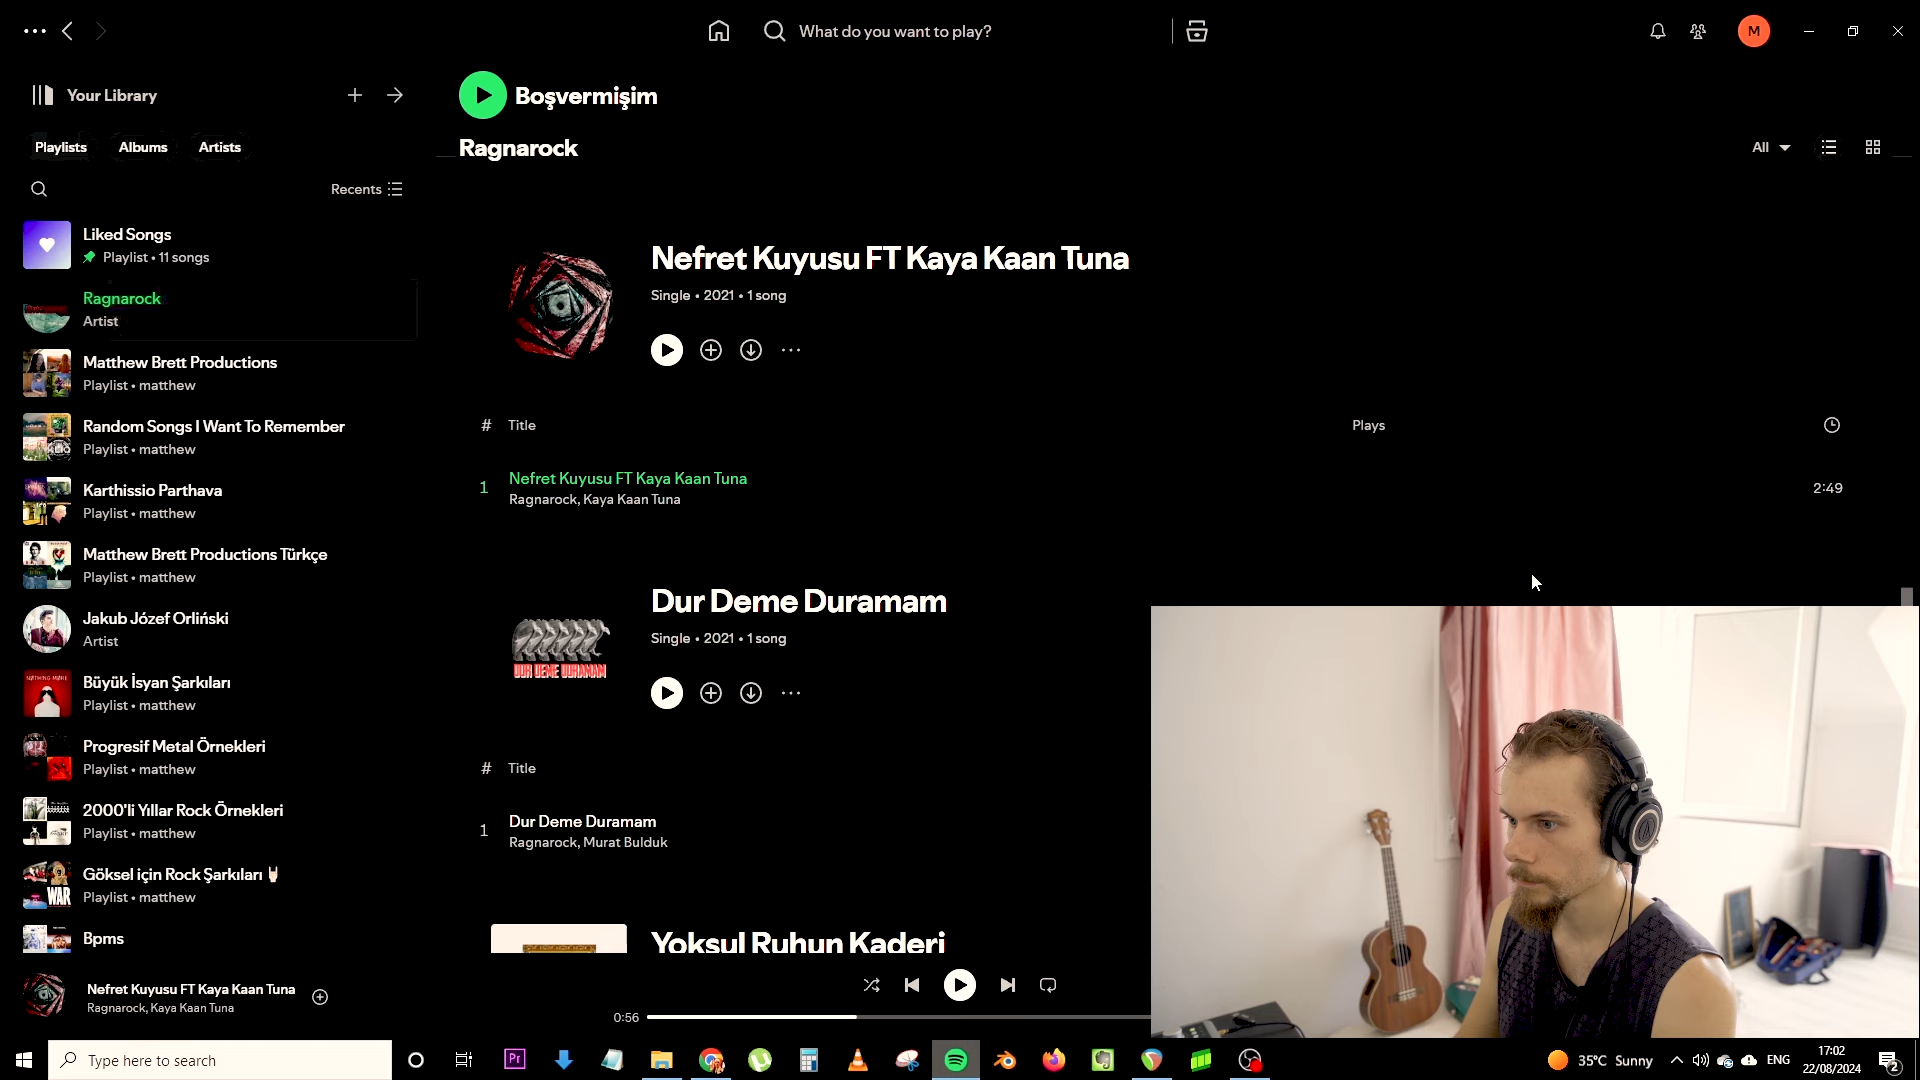 What do you want to play?
M
Your Library
Playlists
Albums
Artists
Recents
Liked Songs
Playlist • 11 songs
Ragnarock
Artist
Matthew Brett Productions
Playlist • matthew
Random Songs I Want To Remember
Playlist • matthew
Karthissio Parthava
Playlist • matthew
Matthew Brett Productions Türkçe
Playlist • matthew
Jakub Józef Orliński
Artist
Büyük İsyan Şarkıları
Playlist • matthew
Progresif Metal Örnekleri
Playlist • matthew
2000'li Yıllar Rock Örnekleri
Playlist • matthew
WAR
Göksel için Rock Şarkıları 🤘🏻
Playlist • matthew
Bpms
Nefret Kuyusu FT Kaya Kaan Tuna
Ragnarock, Kaya Kaan Tuna
Boşvermişim
Ragnarock
All
Nefret Kuyusu FT Kaya Kaan Tuna
Single • 2021 • 1 song
# Title Plays
1 Nefret Kuyusu FT Kaya Kaan Tuna 2:49
Ragnarock, Kaya Kaan Tuna
DUR DEME DURAMAM
Dur Deme Duramam
Single • 2021 • 1 song
# Title
1 Dur Deme Duramam
Ragnarock, Murat Bulduk
Yoksul Ruhun Kaderi
0:56
Type here to search
Pr
35°C Sunny
ENG
17:02
22/08/2024
2